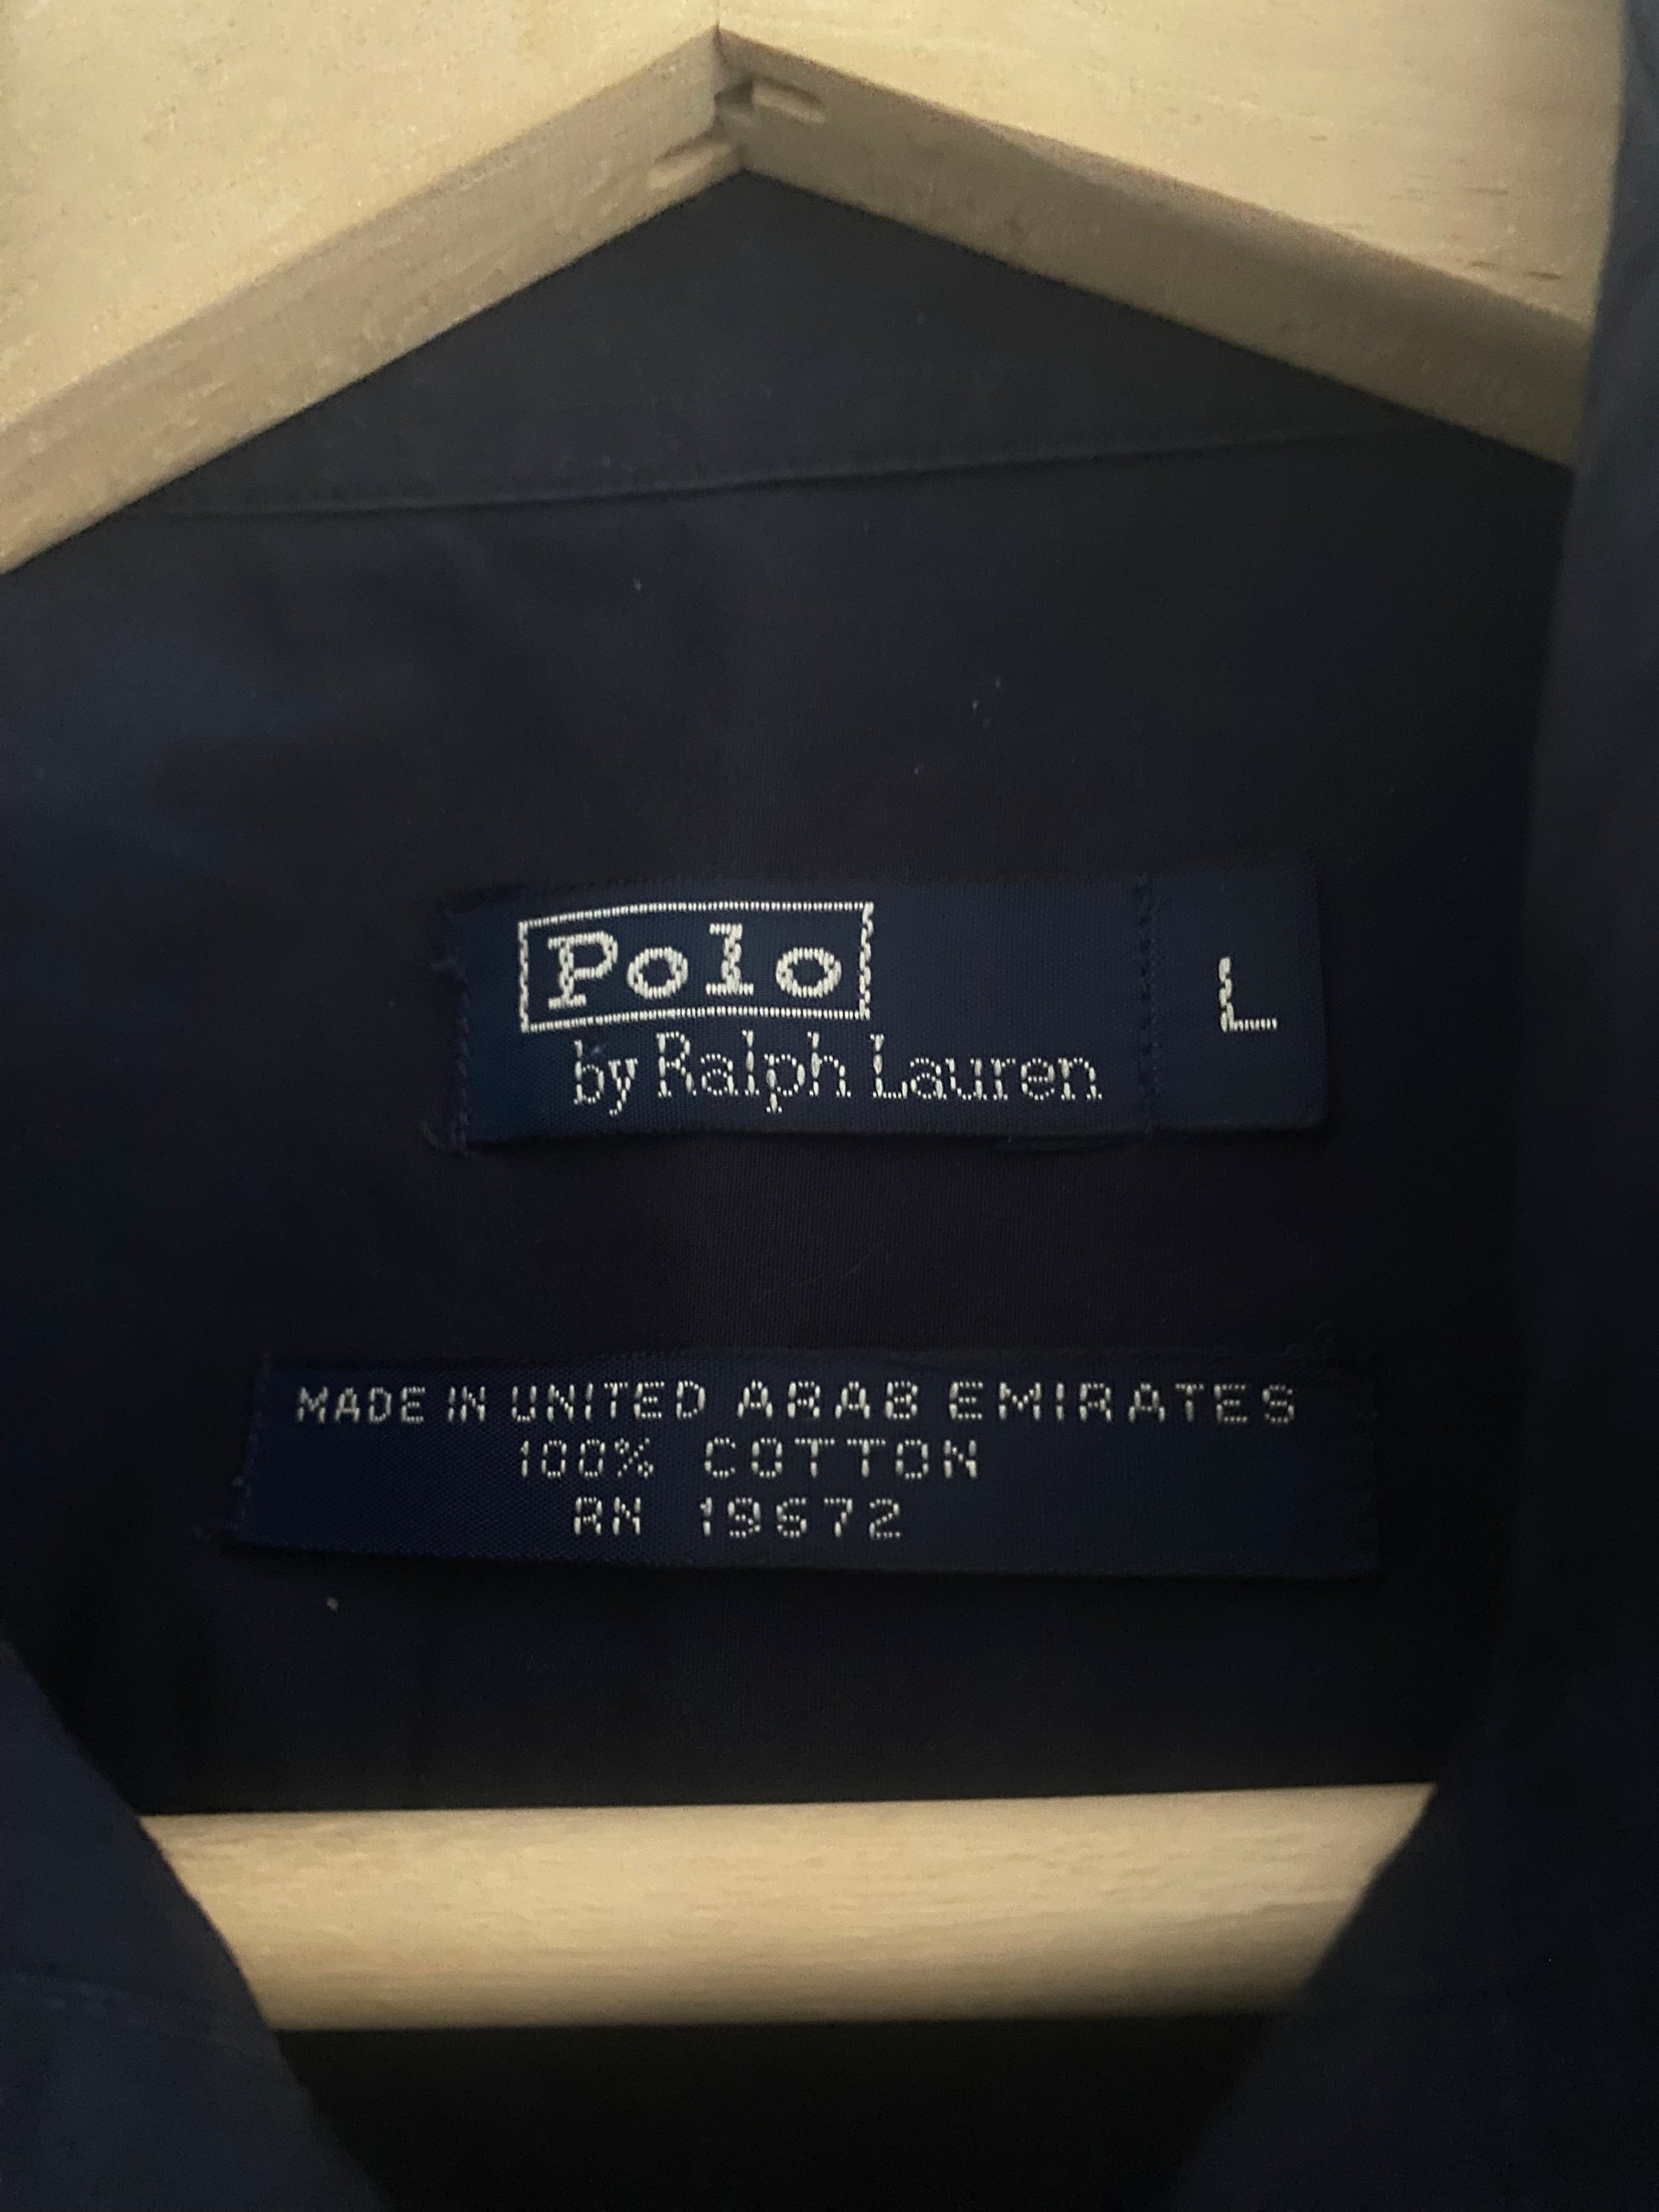 Polo
by Ralph Lauren
L
MADE IN UNITED ARAB EMIRATES
100% COTTON
RN 19672